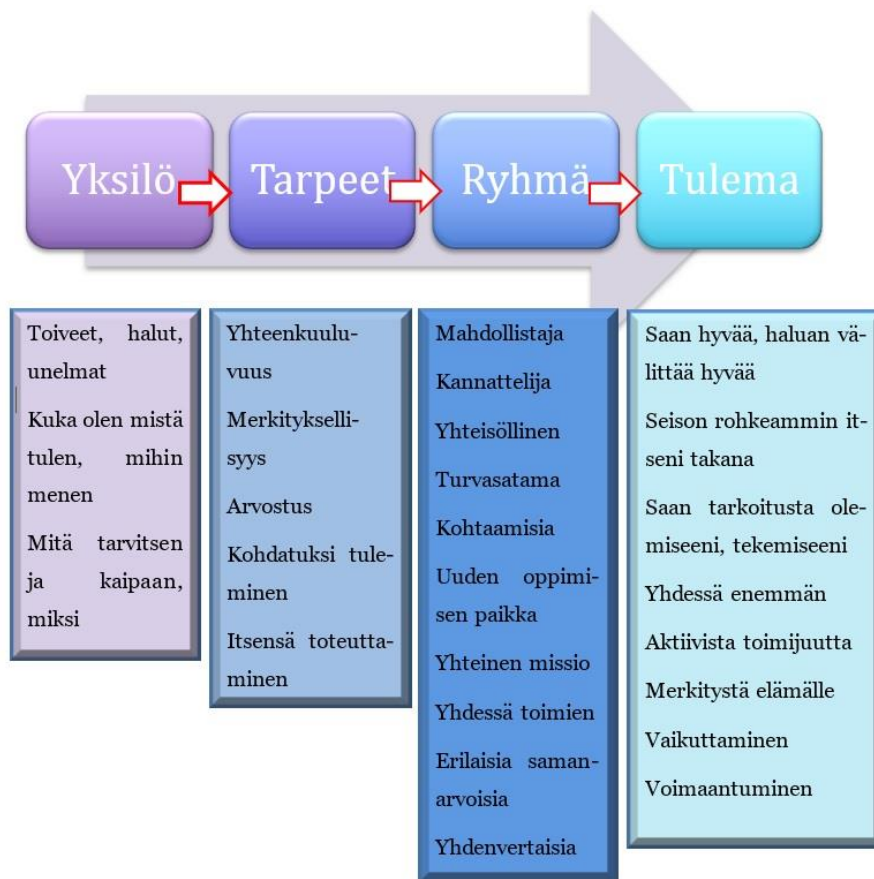 Yksilö
Tarpeet
Ryhmä
Tulema
Toiveet, halut,
unelmat
Kuka olen mistä
tulen, mihin
menen
Mitä tarvitsen
ja kaipaan,
miksi
Yhteenkuulu-
vuus
Merkityksell-
syys
Arvostus
Kohdatuksi tule-
minen
Itsensä toteutta-
minen
Mahdollistaja
Kannattelija
Yhteisöllinen
Turvasatama
Kohtaamisia
Uuden oppimi-
sen paikka
Yhteinen missio
Yhdessä toimien
Erilaisia saman-
arvoisia
Yhdenvertaisia
Saan hyvää, haluan vä-
littää hyvää
Seison rohkeammin it-
seni takana
Saan tarkoitusta ole-
miseeni, tekemiseeni
Yhdessä enemmän
Aktiivista toimijuutta
Merkitystä elämälle
Vaikuttaminen
Voimaantuminen